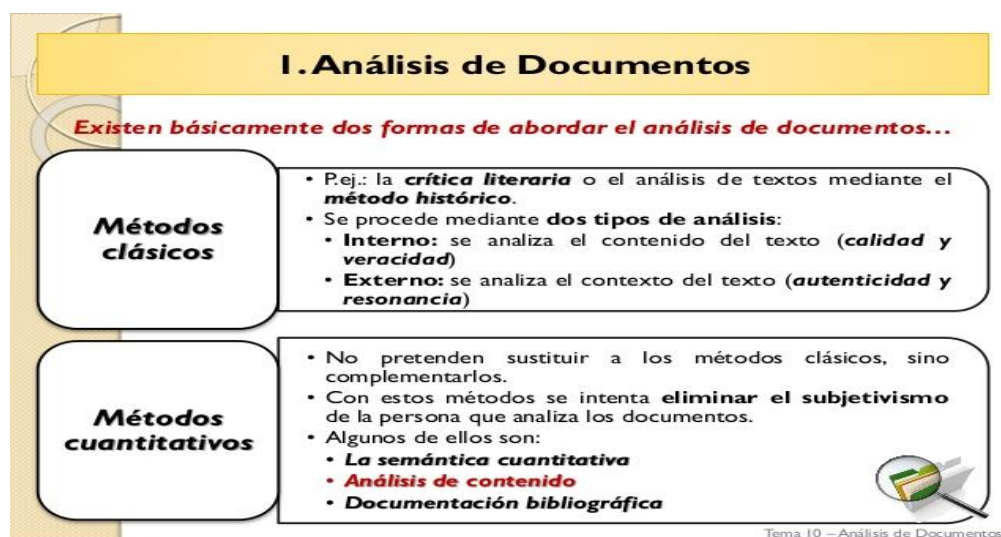 1. Análisis de Documentos
Existen básicamente dos formas de abordar el análisis de documentos...
Métodos
clásicos
• P.ej.: la crítica literaria o el análisis de textos mediante el
método histórico.
• Se procede mediante dos tipos de análisis:
• Interno: se analiza el contenido del texto (calidad y
veracidad)
• Externo: se analiza el contexto del texto (autenticidad y
resonancia)
Métodos
cuantitativos
• No pretenden sustituir a los métodos clásicos, sino
complementarlos.
• Con estos métodos se intenta eliminar el subjetivismo
de la persona que analiza los documentos.
• Algunos de ellos son:
• La semántica cuantitativa
• Análisis de contenido
• Documentación bibliográfica
Tema 10 – Análisis de Documentos